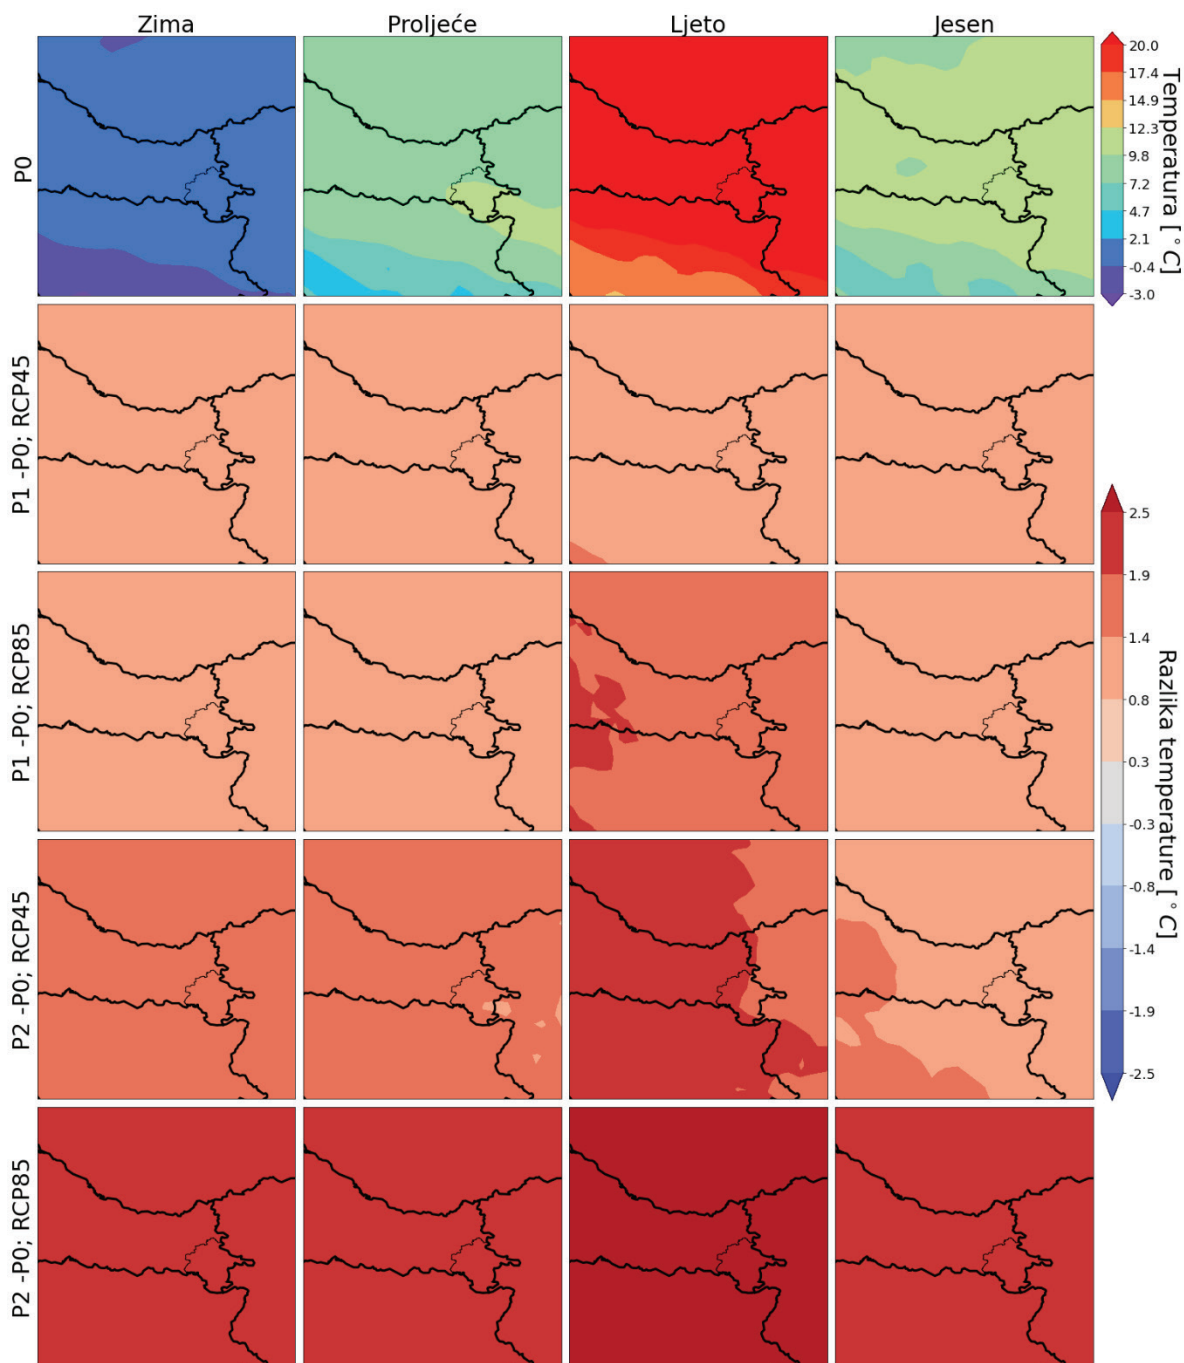 Zima Proljeće Ljeto Jesen
P0
20.0
17.4
14.9
12.3
9.8
7.2
4.7
2.1
-0.4
-3.0
Temperatura [°C]
P1 -P0; RCP45
P1 -P0; RCP85
P2 -P0; RCP45
P2 -P0; RCP85
2.5
1.9
1.4
0.8
0.3
-0.3
-0.8
-1.4
-1.9
-2.5
Razlika temperature [°C]